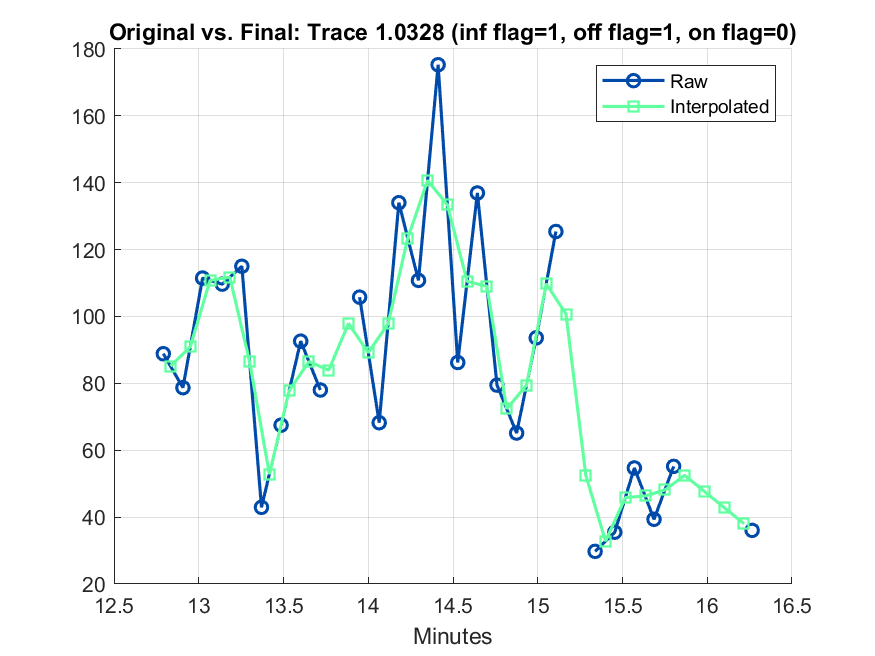 Original vs. Final: Trace 1.0328 (inf flag=1, off flag=1, on flag=0)
180
160
140
120
100
80
60
40
20
Raw
Interpolated
12.5 13 13.5 14 14.5 15 15.5 16 16.5
Minutes